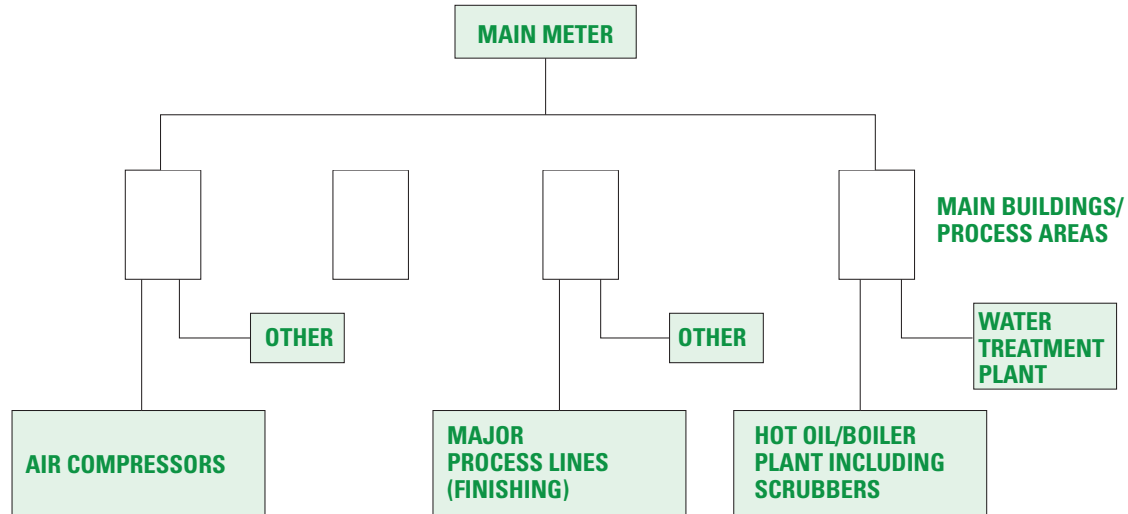 MAIN METER
MAIN BUILDINGS/
PROCESS AREAS
OTHER
OTHER
WATER
TREATMENT
PLANT
AIR COMPRESSORS
MAJOR
PROCESS LINES
(FINISHING)
HOT OIL/BOILER
PLANT INCLUDING
SCRUBBERS